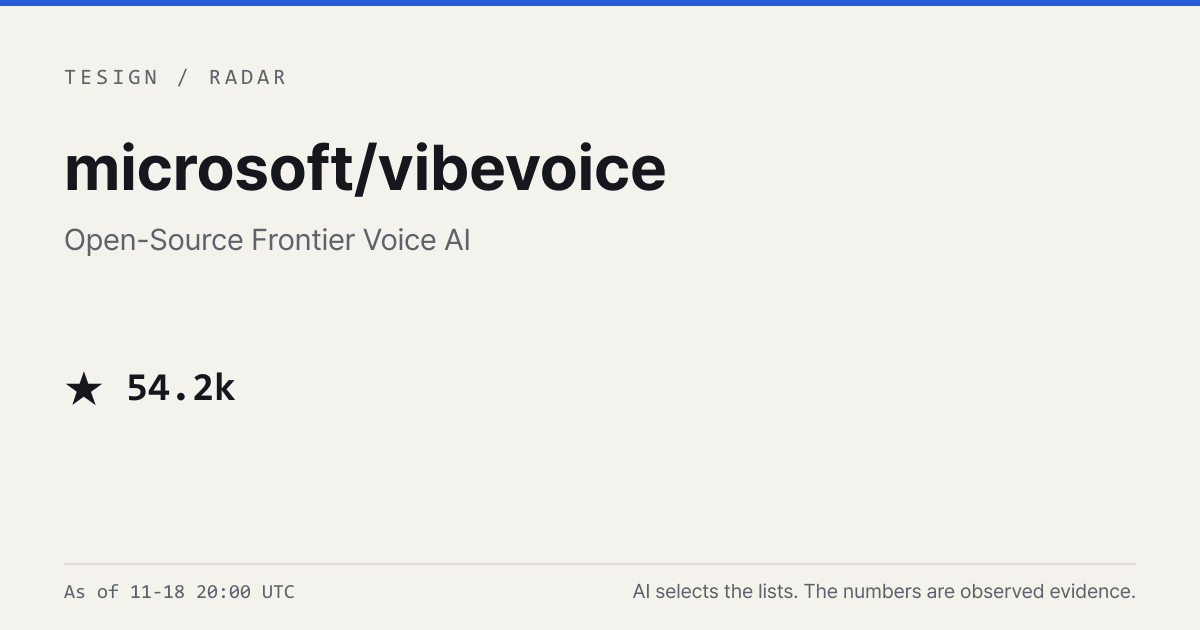 TESIGN / RADAR
microsoft/vibevoice
Open-Source Frontier Voice AI
★ 54.2k
As of 11-18 20:00 UTC
AI selects the lists. The numbers are observed evidence.